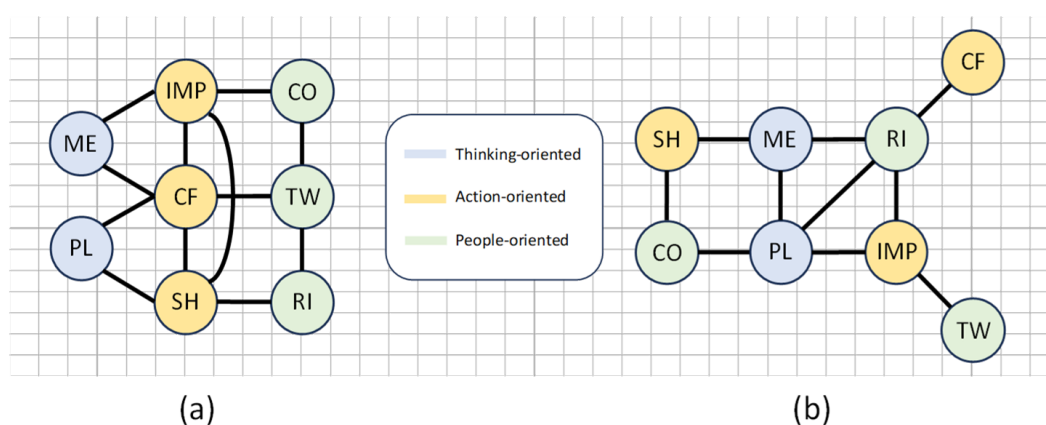 IMP
CO
ME
CF
TW
PL
SH
RI
Thinking-oriented
Action-oriented
People-oriented
CF
SH
ME
RI
CO
PL
IMP
TW
(a)
(b)